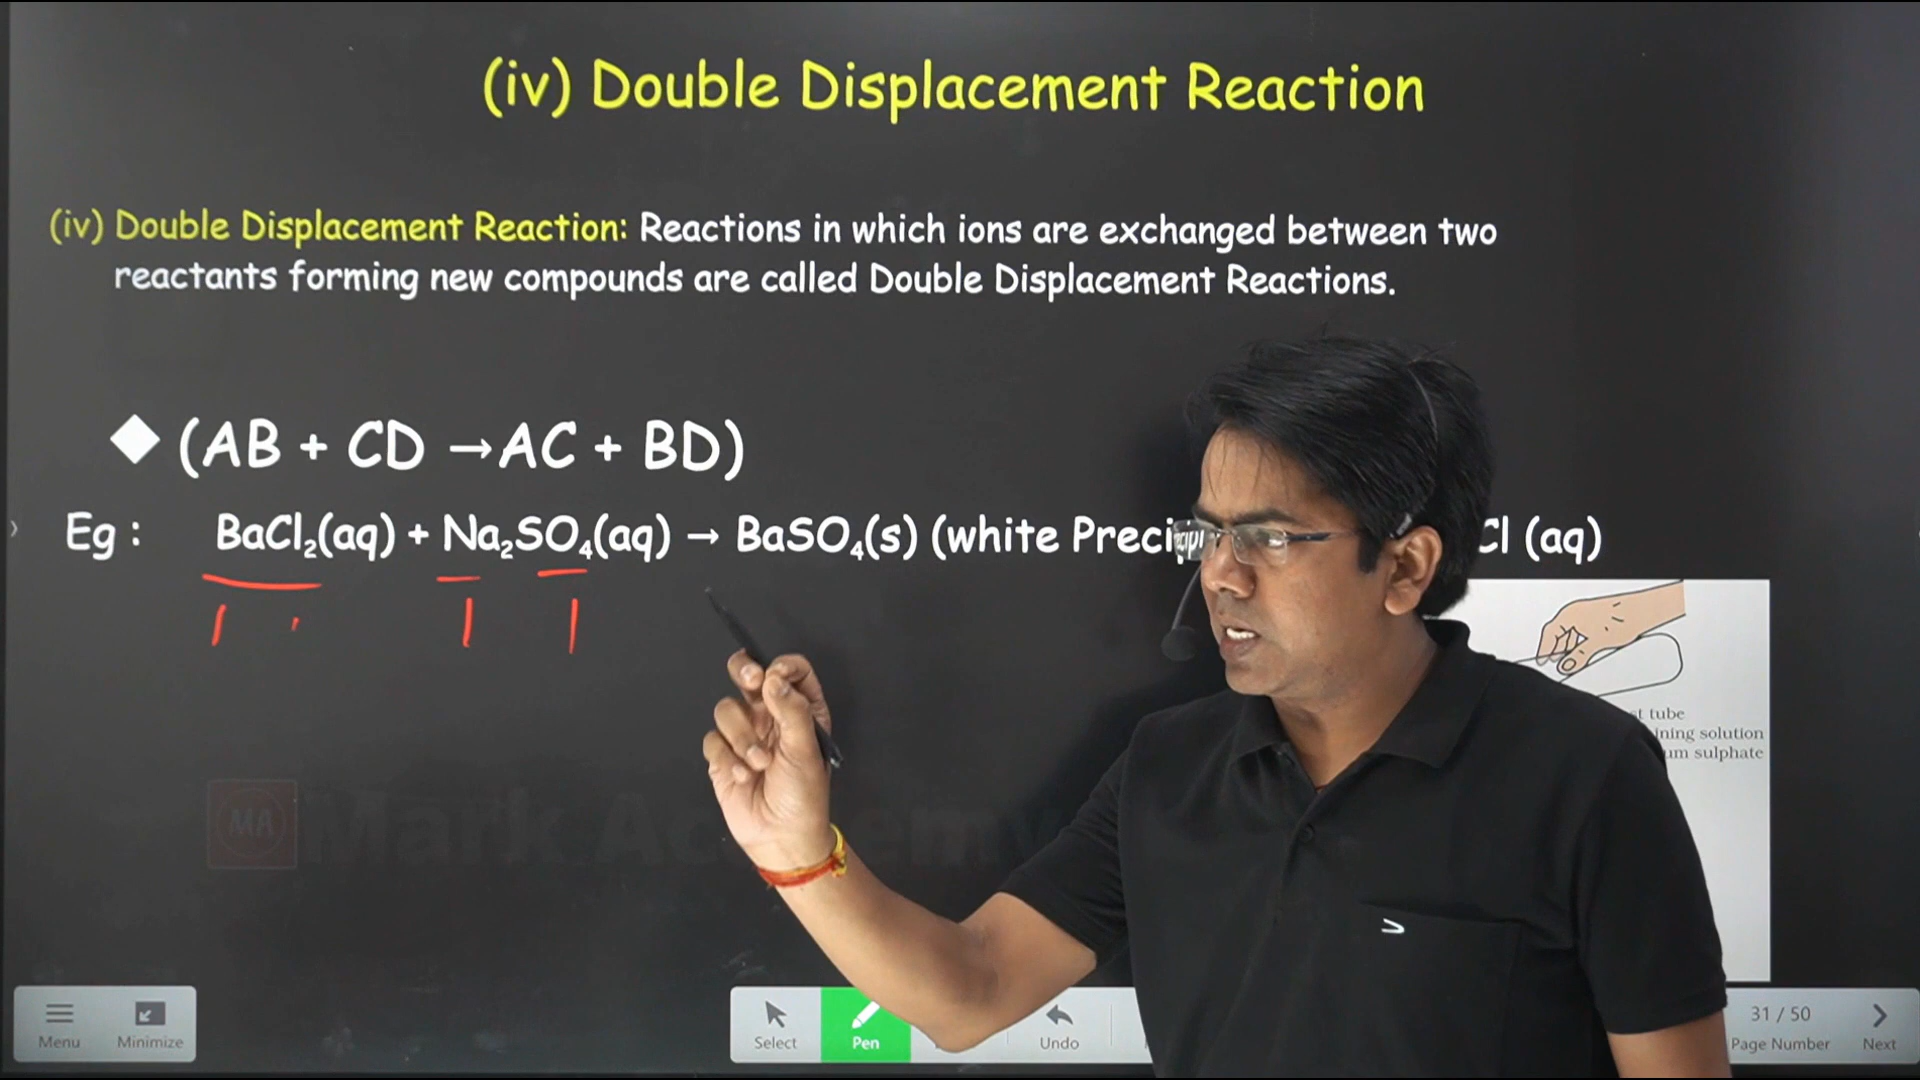 (iv) Double Displacement Reaction
(iv) Double Displacement Reaction: Reactions in which ions are exchanged between two
reactants forming new compounds are called Double Displacement Reactions.
(AB + CD →AC + BD)
Eg : BaCl₂(aq) + Na₂SO₄(aq) → BaSO₄(s) (white Cl (aq)
tube
solution
sulphate
MA Mark
Menu
Minimize
Select
Pen
Undo
31 / 50
Page Number
Next